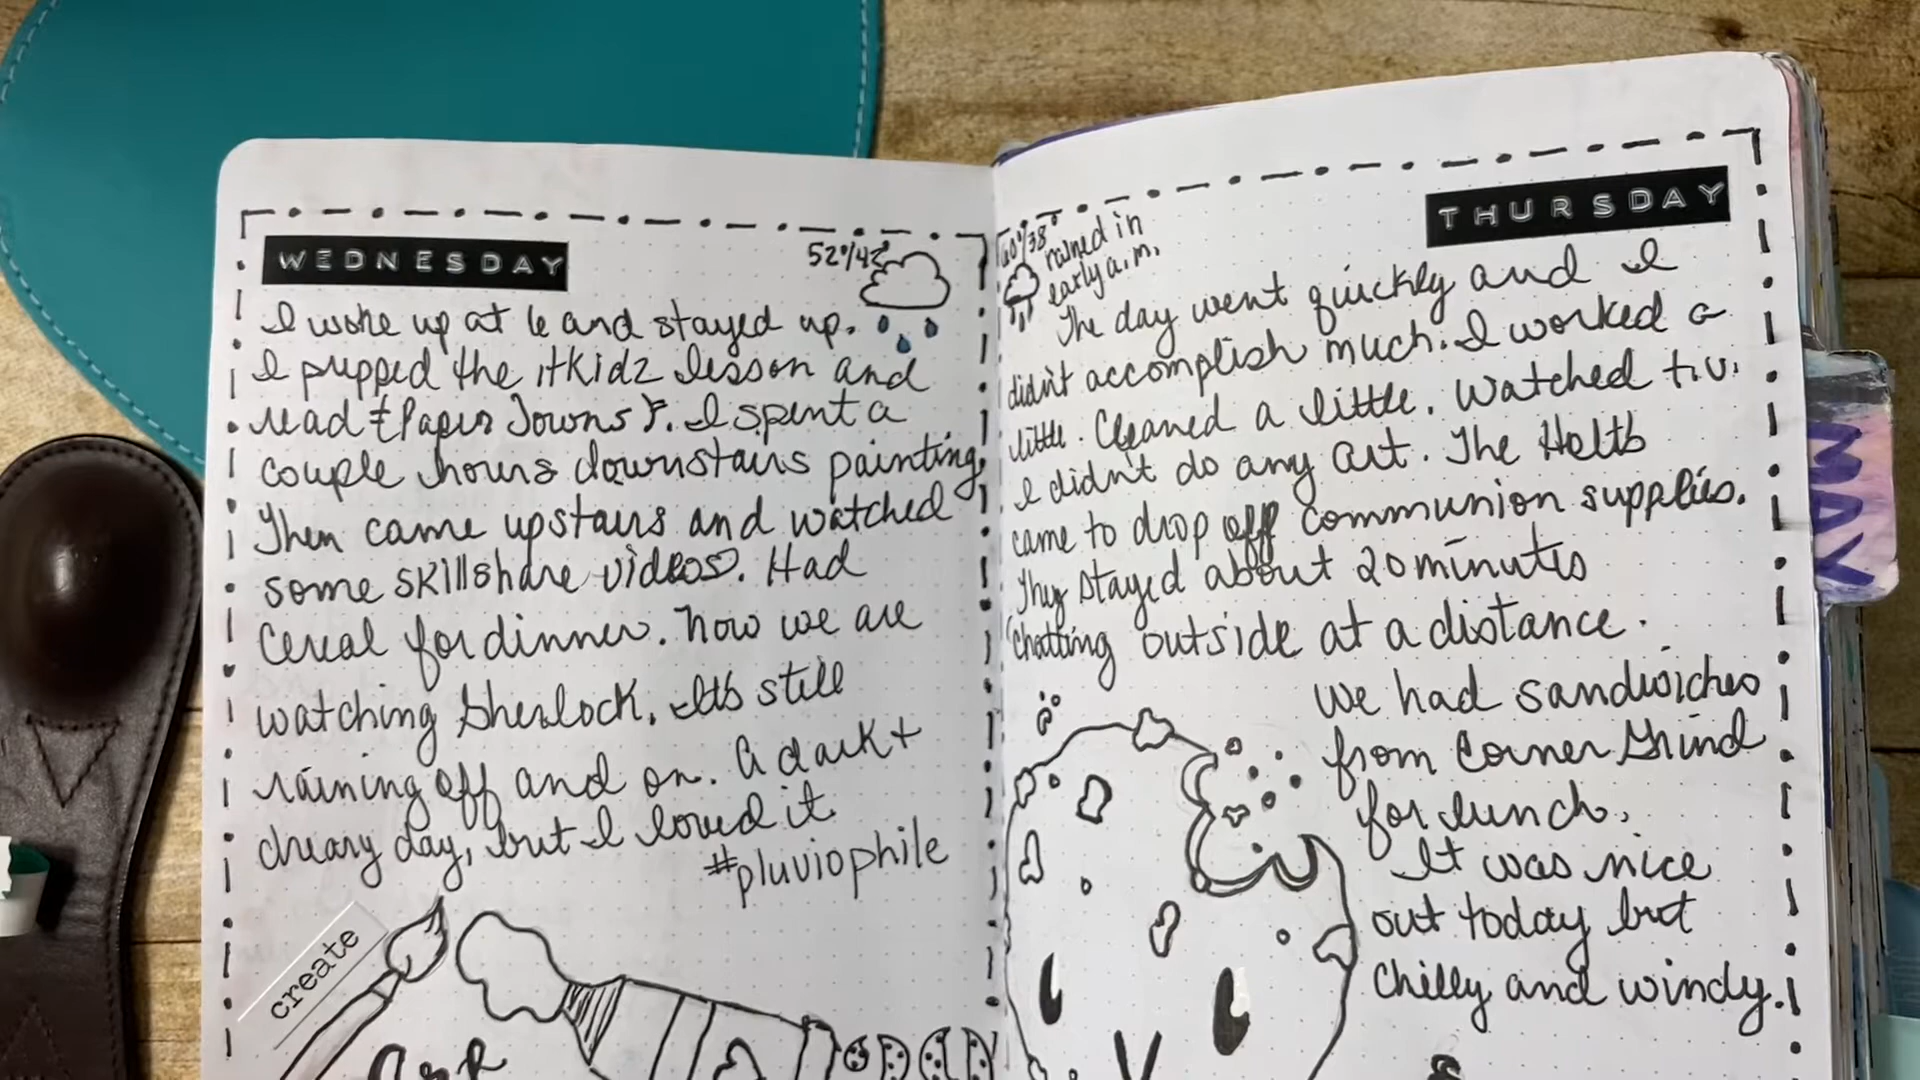 WEDNESDAY
52°/42°
I woke up at 6 and stayed up.
I prepped the itkidz lesson and
read {Paper Towns}. I spent a
couple hours downstairs painting.
Then came upstairs and watched
some skillshare videos. Had
Cereal for dinner. Now we are
watching Sherlock. It's still
raining off and on. A dark +
dreary day, but I loved it
#pluviophile
create
THURSDAY
60°/38°
rained in
early a.m.
The day went quickly and I
didn't accomplish much. I worked a
little. Cleaned a little. Watched t.v.
I didn't do any art. The Holtb
came to drop off communion supplies.
They stayed about 20 minutes
chatting outside at a distance.
We had sandwiches
from Corner Grind
for lunch.
It was nice
out today but
Chilly and windy.
MAY